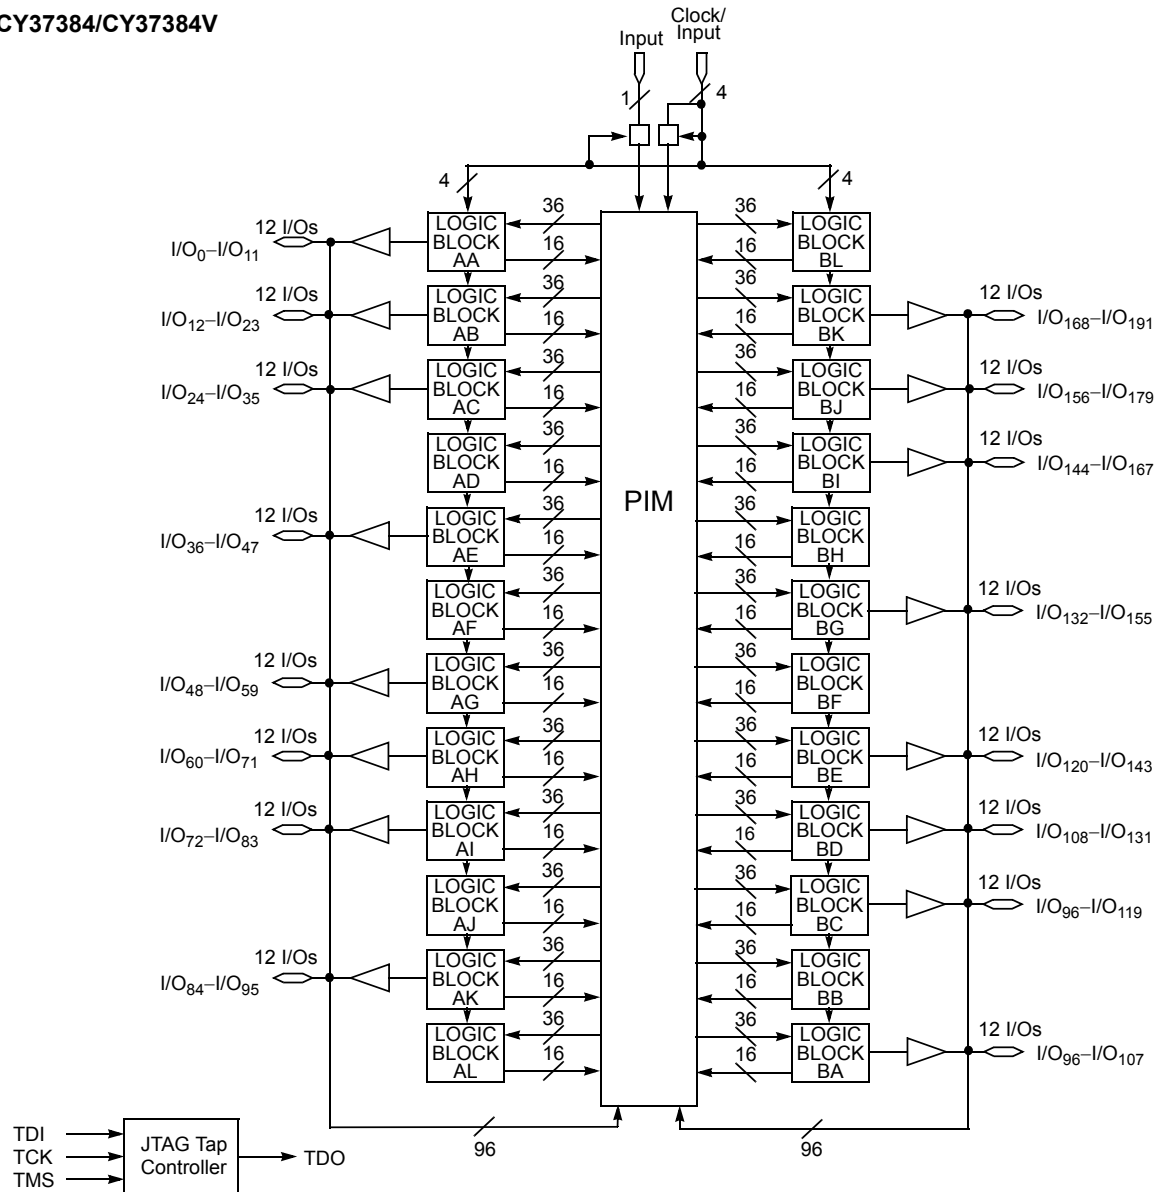 CY37384/CY37384V
Clock/
Input
Input
1
4
4
4
PIM
12 I/Os
I/O0–I/O11
LOGIC
BLOCK
AA
36
16
36
16
LOGIC
BLOCK
BL
12 I/Os
I/O12–I/O23
LOGIC
BLOCK
AB
36
16
36
16
LOGIC
BLOCK
BK
12 I/Os
I/O168–I/O191
12 I/Os
I/O24–I/O35
LOGIC
BLOCK
AC
36
16
36
16
LOGIC
BLOCK
BJ
12 I/Os
I/O156–I/O179
LOGIC
BLOCK
AD
36
16
36
16
LOGIC
BLOCK
BI
12 I/Os
I/O144–I/O167
12 I/Os
I/O36–I/O47
LOGIC
BLOCK
AE
36
16
36
16
LOGIC
BLOCK
BH
LOGIC
BLOCK
AF
36
16
36
16
LOGIC
BLOCK
BG
12 I/Os
I/O132–I/O155
12 I/Os
I/O48–I/O59
LOGIC
BLOCK
AG
36
16
36
16
LOGIC
BLOCK
BF
12 I/Os
I/O60–I/O71
LOGIC
BLOCK
AH
36
16
36
16
LOGIC
BLOCK
BE
12 I/Os
I/O120–I/O143
12 I/Os
I/O72–I/O83
LOGIC
BLOCK
AI
36
16
36
16
LOGIC
BLOCK
BD
12 I/Os
I/O108–I/O131
LOGIC
BLOCK
AJ
36
16
36
16
LOGIC
BLOCK
BC
12 I/Os
I/O96–I/O119
12 I/Os
I/O84–I/O95
LOGIC
BLOCK
AK
36
16
36
16
LOGIC
BLOCK
BB
LOGIC
BLOCK
AL
36
16
36
16
LOGIC
BLOCK
BA
12 I/Os
I/O96–I/O107
96
96
TDI
TCK
TMS
JTAG Tap
Controller
TDO